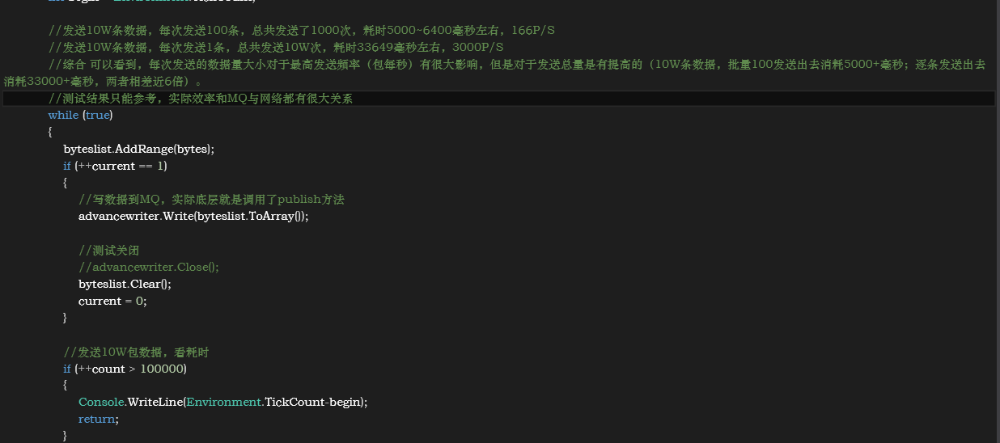 //发送10W条数据，每次发送100条，总共发送了1000次，耗时5000~6400毫秒左右，166P/S
//发送10W条数据，每次发送1条，总共发送10W次，耗时33649毫秒左右，3000P/S
//综合 可以看到，每次发送的数据量大小对于最高发送频率（包每秒）有很大影响，但是对于发送总量是有提高的（10W条数据，批量100发送出去消耗5000+毫秒；逐条发送出去
消耗33000+毫秒，两者相差近6倍）。
//测试结果只能参考，实际效率和MQ与网络都有很大关系
while (true)
{
byteslist.AddRange(bytes);
if (++current == 1)
{
//写数据到MQ，实际底层就是调用了publish方法
advancewriter.Write(byteslist.ToArray());
//测试关闭
//advancewriter.Close();
byteslist.Clear();
current = 0;
}
//发送10W包数据，看耗时
if (++count > 100000)
{
Console.WriteLine(Environment.TickCount-begin);
return;
}